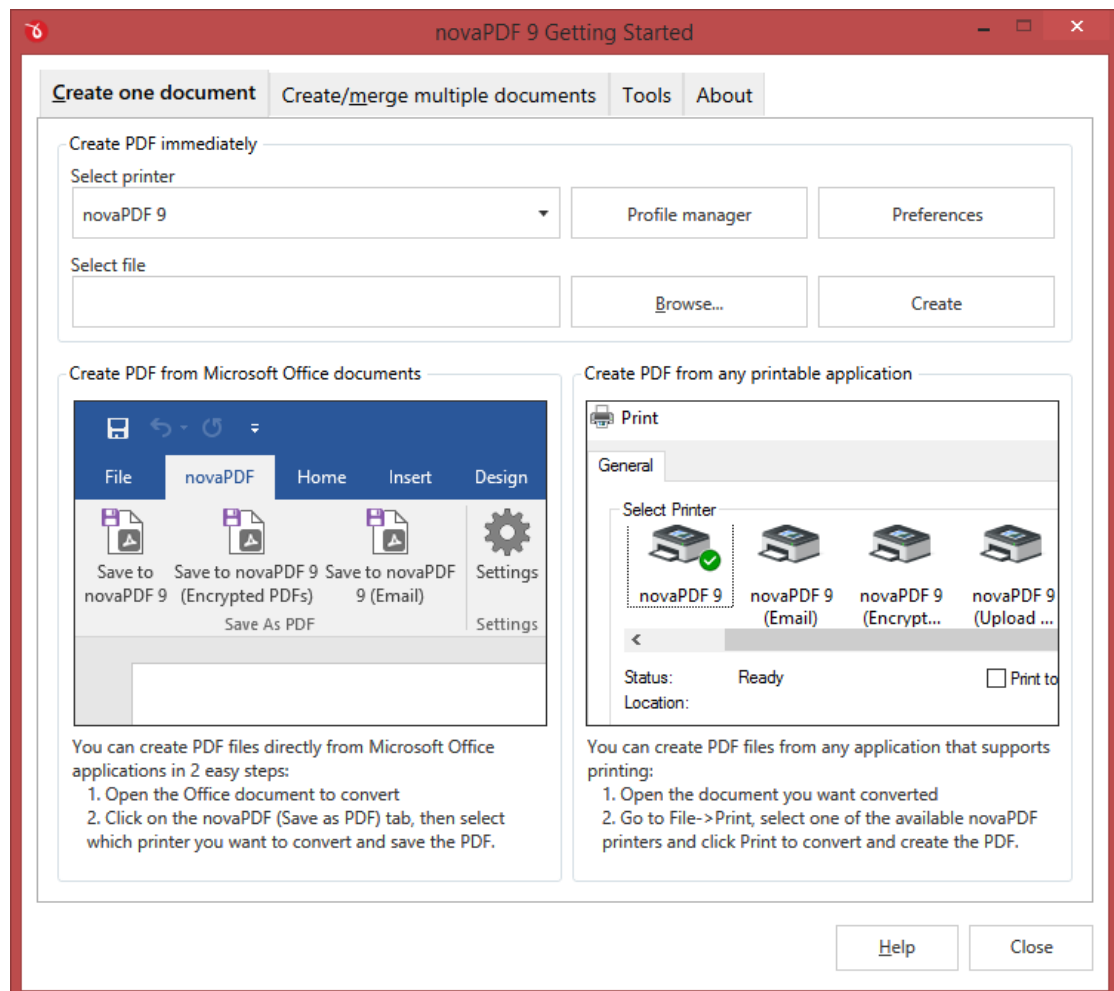 novaPDF 9 Getting Started
Create one document
Create/merge multiple documents
Tools
About
Create PDF immediately
Select printer
novaPDF 9
Profile manager
Preferences
Select file
Browse...
Create
Create PDF from Microsoft Office documents
File
novaPDF
Home
Insert
Design
Save to
novaPDF 9
Save to novaPDF 9
(Encrypted PDFs)
Save to novaPDF
9 (Email)
Settings
Save As PDF
Settings
You can create PDF files directly from Microsoft Office
applications in 2 easy steps:
1. Open the Office document to convert
2. Click on the novaPDF (Save as PDF) tab, then select
which printer you want to convert and save the PDF.
Create PDF from any printable application
Print
General
Select Printer
novaPDF 9
novaPDF 9
(Email)
novaPDF 9
(Encrypt...
novaPDF 9
(Upload ...
Status:
Ready
Print to
Location:
You can create PDF files from any application that supports
printing:
1. Open the document you want converted
2. Go to File->Print, select one of the available novaPDF
printers and click Print to convert and create the PDF.
Help
Close